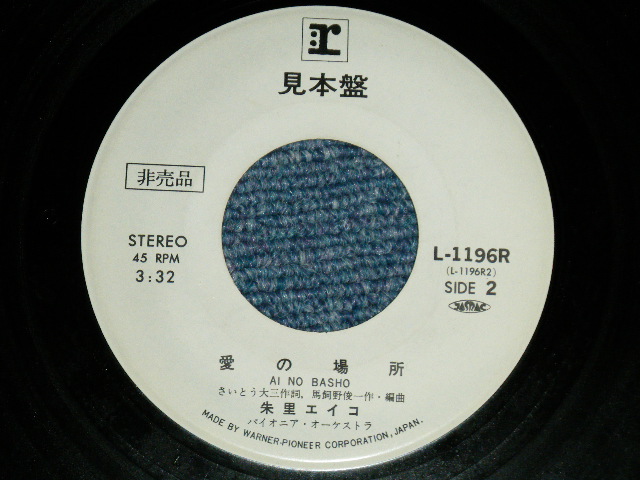 r
見本盤
非売品
STEREO
45 RPM
3:32
L-1196R
(L-1196R2)
SIDE 2
JASRAC
愛の場所
AI NO BASHO
さいとう大三作詞,馬飼野俊一作・編曲
朱里エイコ
パイオニア・オーケストラ
MADE BY WARNER-PIONEER CORPORATION, JAPAN.